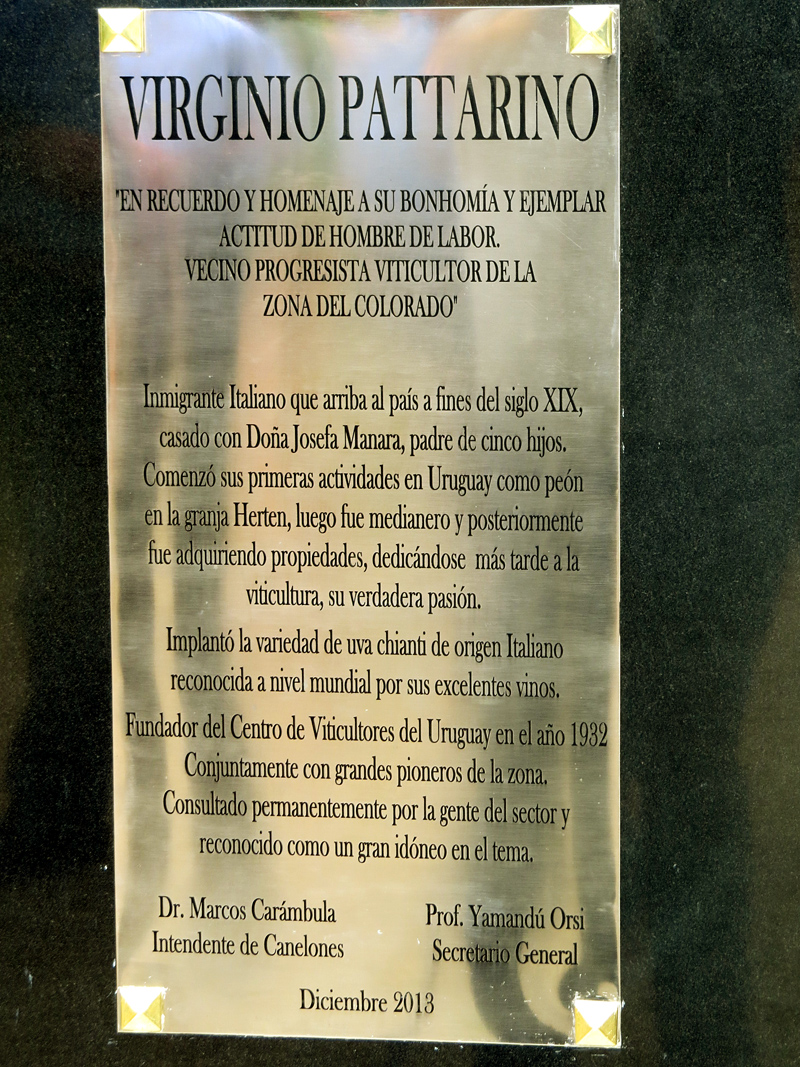 VIRGINIO PATTARINO
"EN RECUERDO Y HOMENAJE A SU BONHOMÍA Y EJEMPLAR
ACTITUD DE HOMBRE DE LABOR.
VECINO PROGRESISTA VITICULTOR DE LA
ZONA DEL COLORADO"
Inmigrante Italiano que arriba al país a fines del siglo XIX,
casado con Doña Josefa Manara, padre de cinco hijos.
Comenzó sus primeras actividades en Uruguay como peón
en la granja Herten, luego fue medianero y posteriormente
fue adquiriendo propiedades, dedicándose más tarde a la
viticultura, su verdadera pasión.
Implantó la variedad de uva chianti de origen Italiano
reconocida a nivel mundial por sus excelentes vinos.
Fundador del Centro de Viticultores del Uruguay en el año 1932
Conjuntamente con grandes pioneros de la zona.
Consultado permanentemente por la gente del sector y
reconocido como un gran idóneo en el tema.
Dr. Marcos Carámbula Prof. Yamandú Orsi
Intendente de Canelones Secretario General
Diciembre 2013